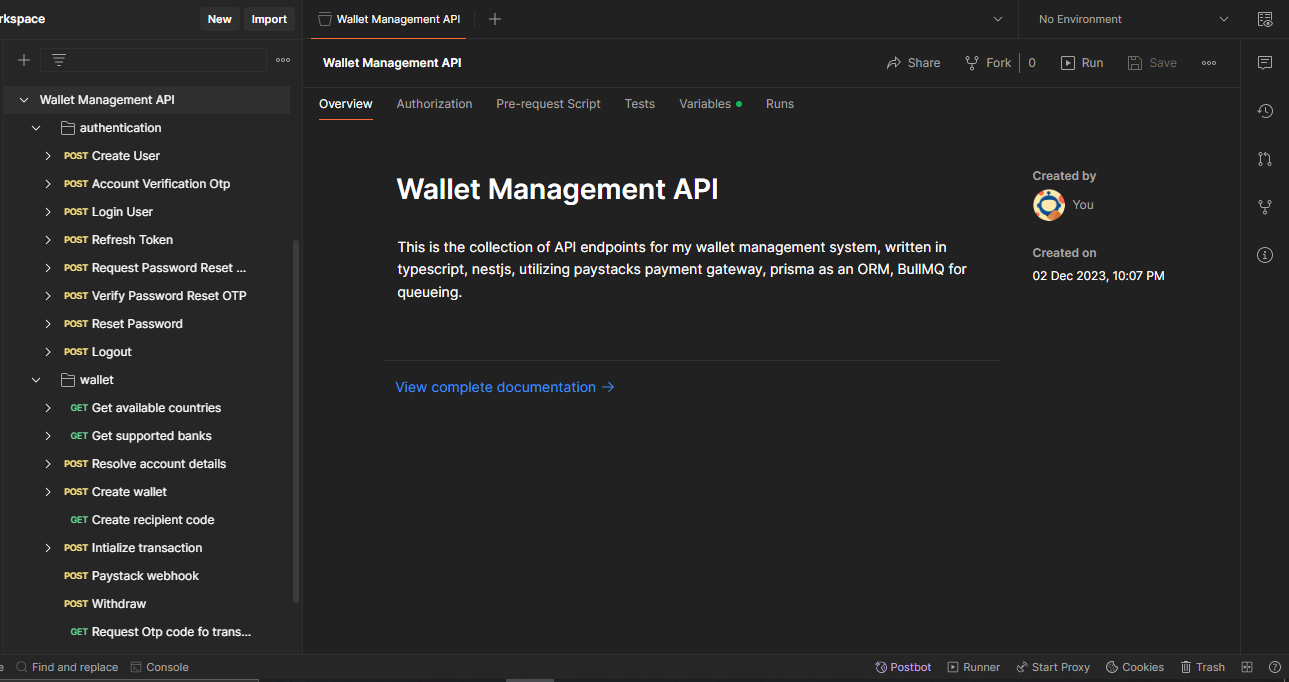 rkspace
New
Import
Wallet Management API
No Environment
Wallet Management API
Share
Fork
0
Run
Save
Wallet Management API
authentication
POST Create User
POST Account Verification Otp
POST Login User
POST Refresh Token
POST Request Password Reset ...
POST Verify Password Reset OTP
POST Reset Password
POST Logout
wallet
GET Get available countries
GET Get supported banks
POST Resolve account details
POST Create wallet
GET Create recipient code
POST Intialize transaction
POST Paystack webhook
POST Withdraw
GET Request Otp code fo trans...
Overview
Authorization
Pre-request Script
Tests
Variables
Runs
Wallet Management API
This is the collection of API endpoints for my wallet management system, written in
typescript, nestjs, utilizing paystacks payment gateway, prisma as an ORM, BullMQ for
queueing.
View complete documentation →
Created by
You
Created on
02 Dec 2023, 10:07 PM
e
Find and replace
Console
Postbot
Runner
Start Proxy
Cookies
Trash